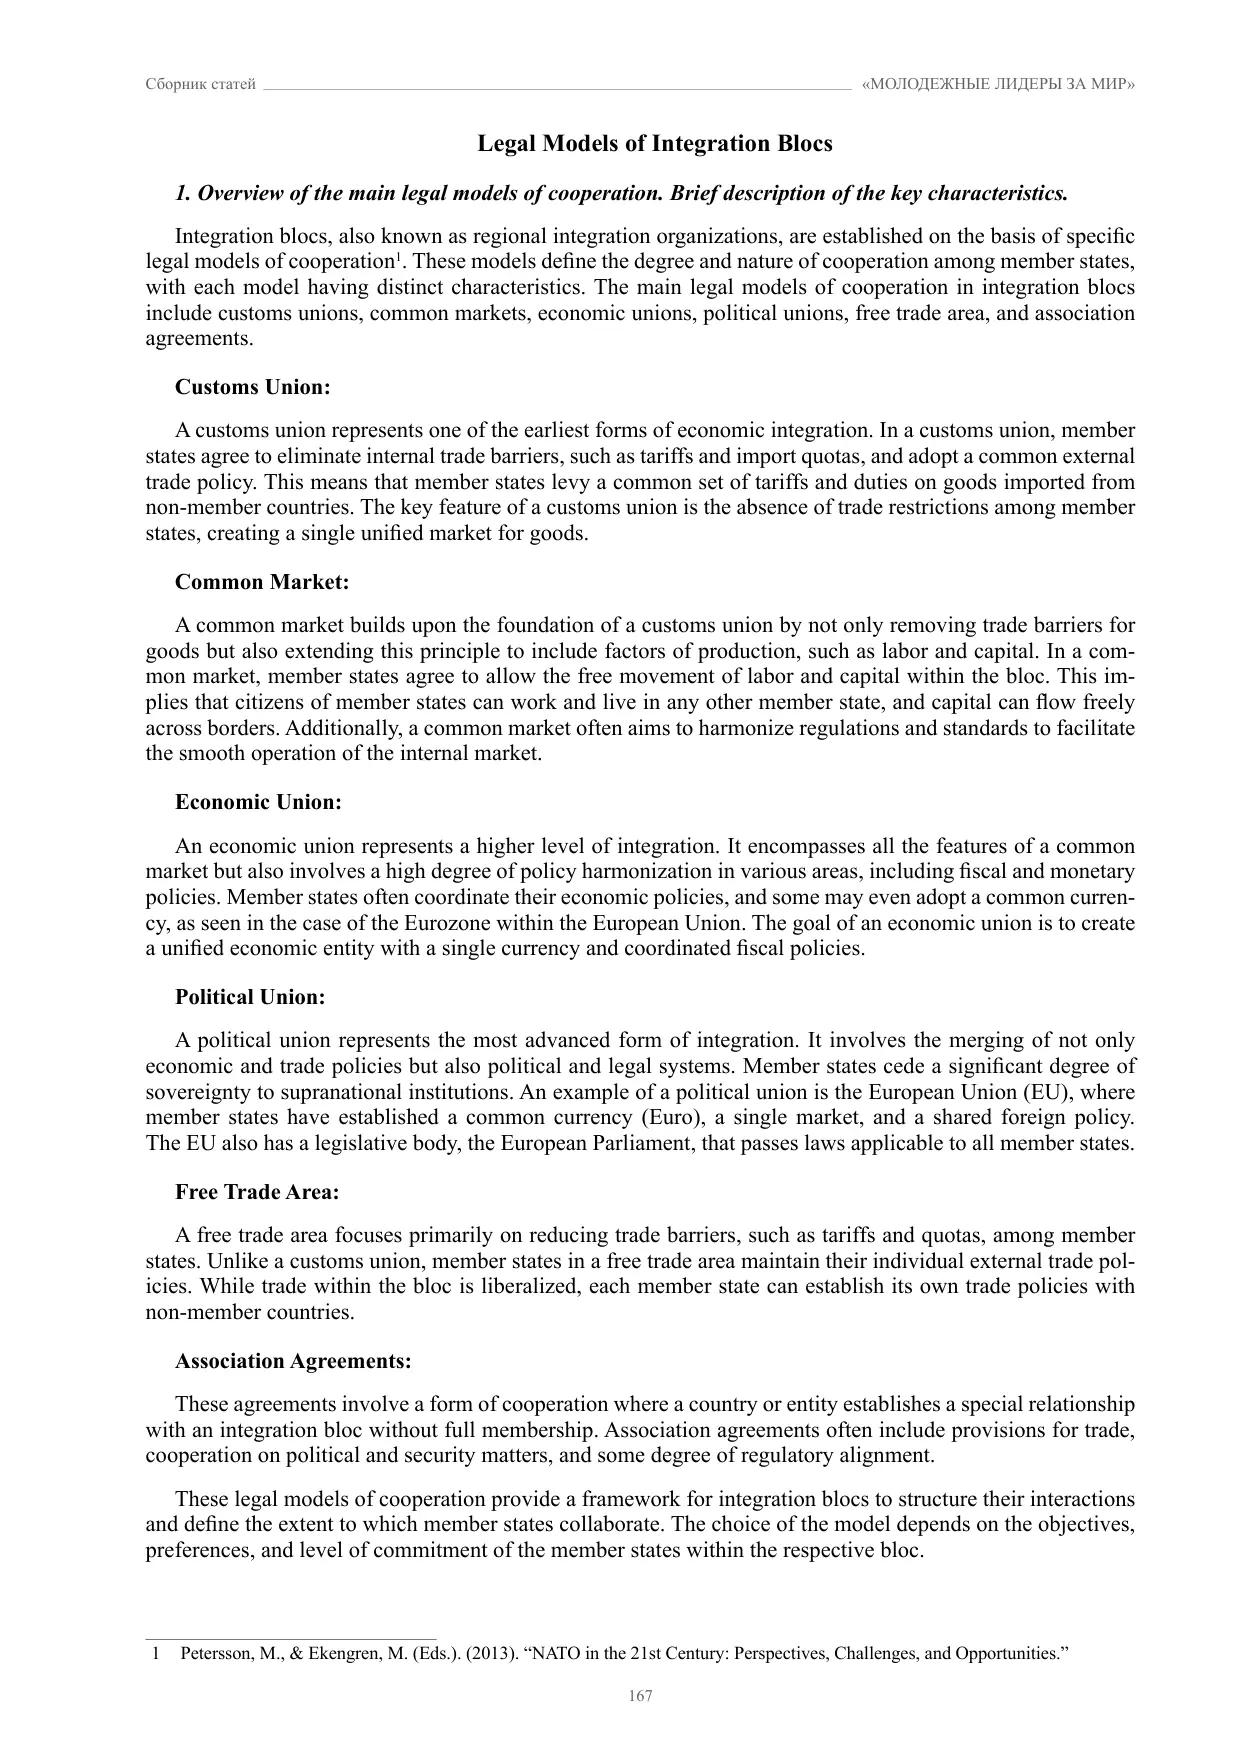 Сборник статей «МОЛОДЕЖНЫЕ ЛИДЕРЫ ЗА МИР»
Legal Models of Integration Blocs
1. Overview of the main legal models of cooperation. Brief description of the key characteristics.
Integration blocs, also known as regional integration organizations, are established on the basis of specific
legal models of cooperation1. These models define the degree and nature of cooperation among member states,
with each model having distinct characteristics. The main legal models of cooperation in integration blocs
include customs unions, common markets, economic unions, political unions, free trade area, and association
agreements.
Customs Union:
A customs union represents one of the earliest forms of economic integration. In a customs union, member
states agree to eliminate internal trade barriers, such as tariffs and import quotas, and adopt a common external
trade policy. This means that member states levy a common set of tariffs and duties on goods imported from
non-member countries. The key feature of a customs union is the absence of trade restrictions among member
states, creating a single unified market for goods.
Common Market:
A common market builds upon the foundation of a customs union by not only removing trade barriers for
goods but also extending this principle to include factors of production, such as labor and capital. In a com-
mon market, member states agree to allow the free movement of labor and capital within the bloc. This im-
plies that citizens of member states can work and live in any other member state, and capital can flow freely
across borders. Additionally, a common market often aims to harmonize regulations and standards to facilitate
the smooth operation of the internal market.
Economic Union:
An economic union represents a higher level of integration. It encompasses all the features of a common
market but also involves a high degree of policy harmonization in various areas, including fiscal and monetary
policies. Member states often coordinate their economic policies, and some may even adopt a common curren-
cy, as seen in the case of the Eurozone within the European Union. The goal of an economic union is to create
a unified economic entity with a single currency and coordinated fiscal policies.
Political Union:
A political union represents the most advanced form of integration. It involves the merging of not only
economic and trade policies but also political and legal systems. Member states cede a significant degree of
sovereignty to supranational institutions. An example of a political union is the European Union (EU), where
member states have established a common currency (Euro), a single market, and a shared foreign policy.
The EU also has a legislative body, the European Parliament, that passes laws applicable to all member states.
Free Trade Area:
A free trade area focuses primarily on reducing trade barriers, such as tariffs and quotas, among member
states. Unlike a customs union, member states in a free trade area maintain their individual external trade pol-
icies. While trade within the bloc is liberalized, each member state can establish its own trade policies with
non-member countries.
Association Agreements:
These agreements involve a form of cooperation where a country or entity establishes a special relationship
with an integration bloc without full membership. Association agreements often include provisions for trade,
cooperation on political and security matters, and some degree of regulatory alignment.
These legal models of cooperation provide a framework for integration blocs to structure their interactions
and define the extent to which member states collaborate. The choice of the model depends on the objectives,
preferences, and level of commitment of the member states within the respective bloc.
1 Petersson, M., & Ekengren, M. (Eds.). (2013). “NATO in the 21st Century: Perspectives, Challenges, and Opportunities.”
167